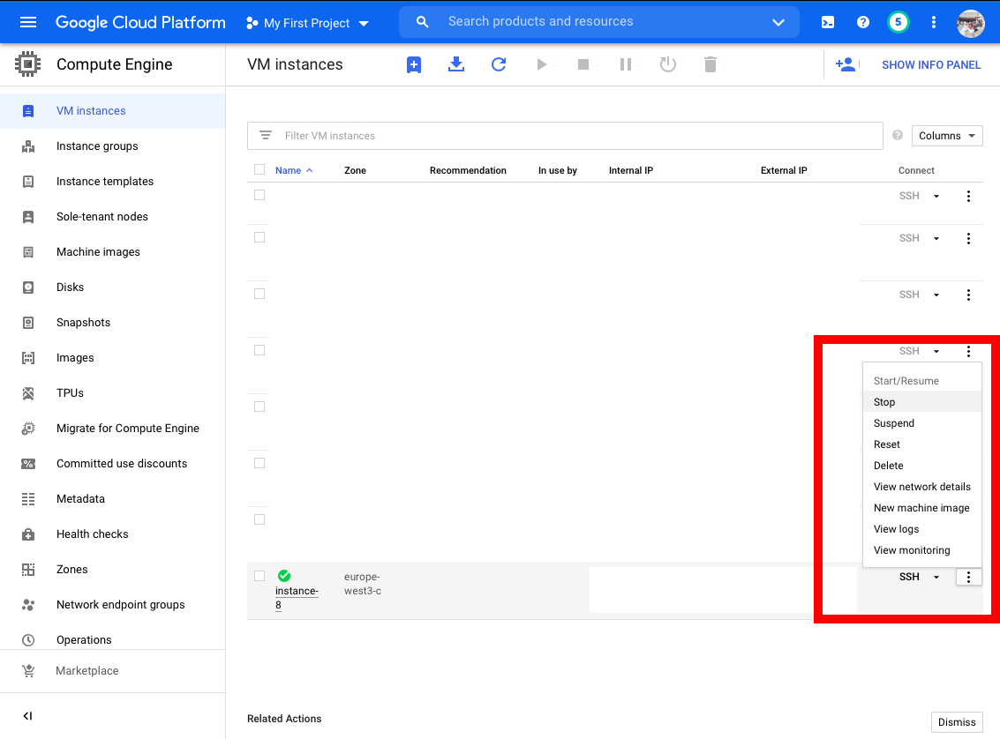 Google Cloud Platform
My First Project
Search products and resources
5
Compute Engine
VM instances
SHOW INFO PANEL
VM instances
Instance groups
Instance templates
Sole-tenant nodes
Machine images
Disks
Snapshots
Images
TPUs
Migrate for Compute Engine
Committed use discounts
Metadata
Health checks
Zones
Network endpoint groups
Operations
Marketplace
Filter VM instances
Columns
Name
Zone
Recommendation
In use by
Internal IP
External IP
Connect
SSH
SSH
SSH
SSH
Start/Resume
Stop
Suspend
Reset
Delete
View network details
New machine image
View logs
View monitoring
instance-
8
europe-
west3-c
SSH
Related Actions
Dismiss